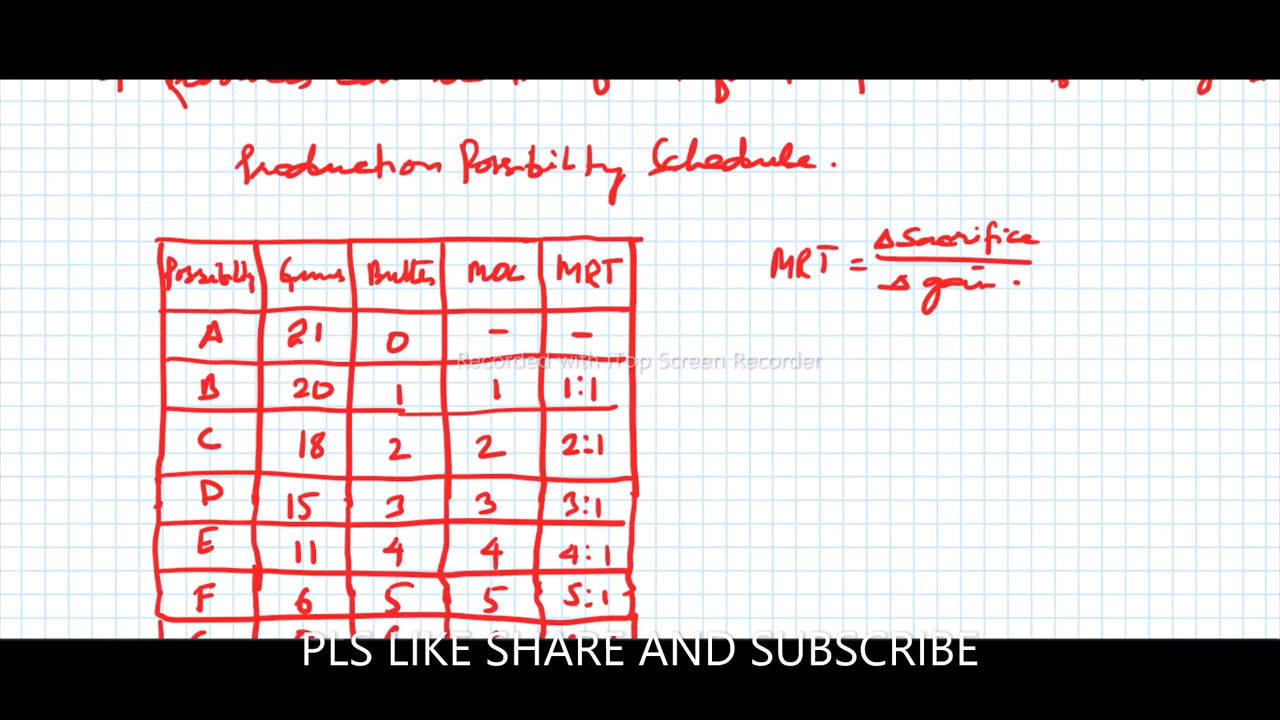 Production Possibility Schedule.
MRT = ΔSacrifice / Δ gain.
Possibility Guns Butter MOC MRT
A 21 0 - -
Recorded with iTop Screen Recorder
B 20 1 1 1:1
C 18 2 2 2:1
D 15 3 3 3:1
E 11 4 4 4:1
F 6 5 5 5:1
PLS LIKE SHARE AND SUBSCRIBE